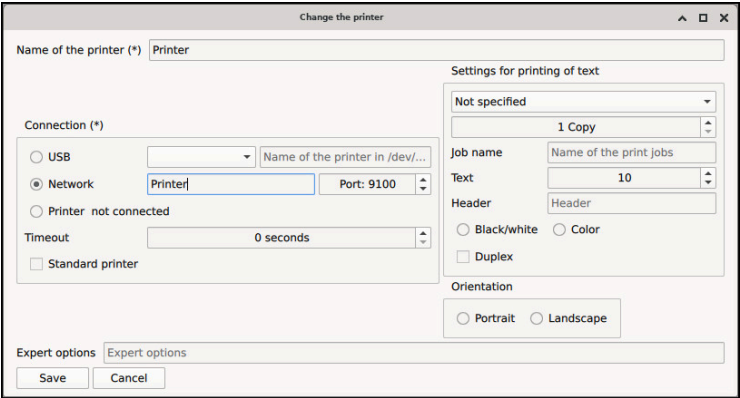 Change the printer
Name of the printer (*) Printer
Settings for printing of text
Not specified
1 Copy
Job name Name of the print jobs
Text 10
Header Header
Black/white Color
Duplex
Orientation
Portrait Landscape
Connection (*)
USB Name of the printer in /dev/...
Network Printer Port: 9100
Printer not connected
Timeout 0 seconds
Standard printer
Expert options Expert options
Save Cancel